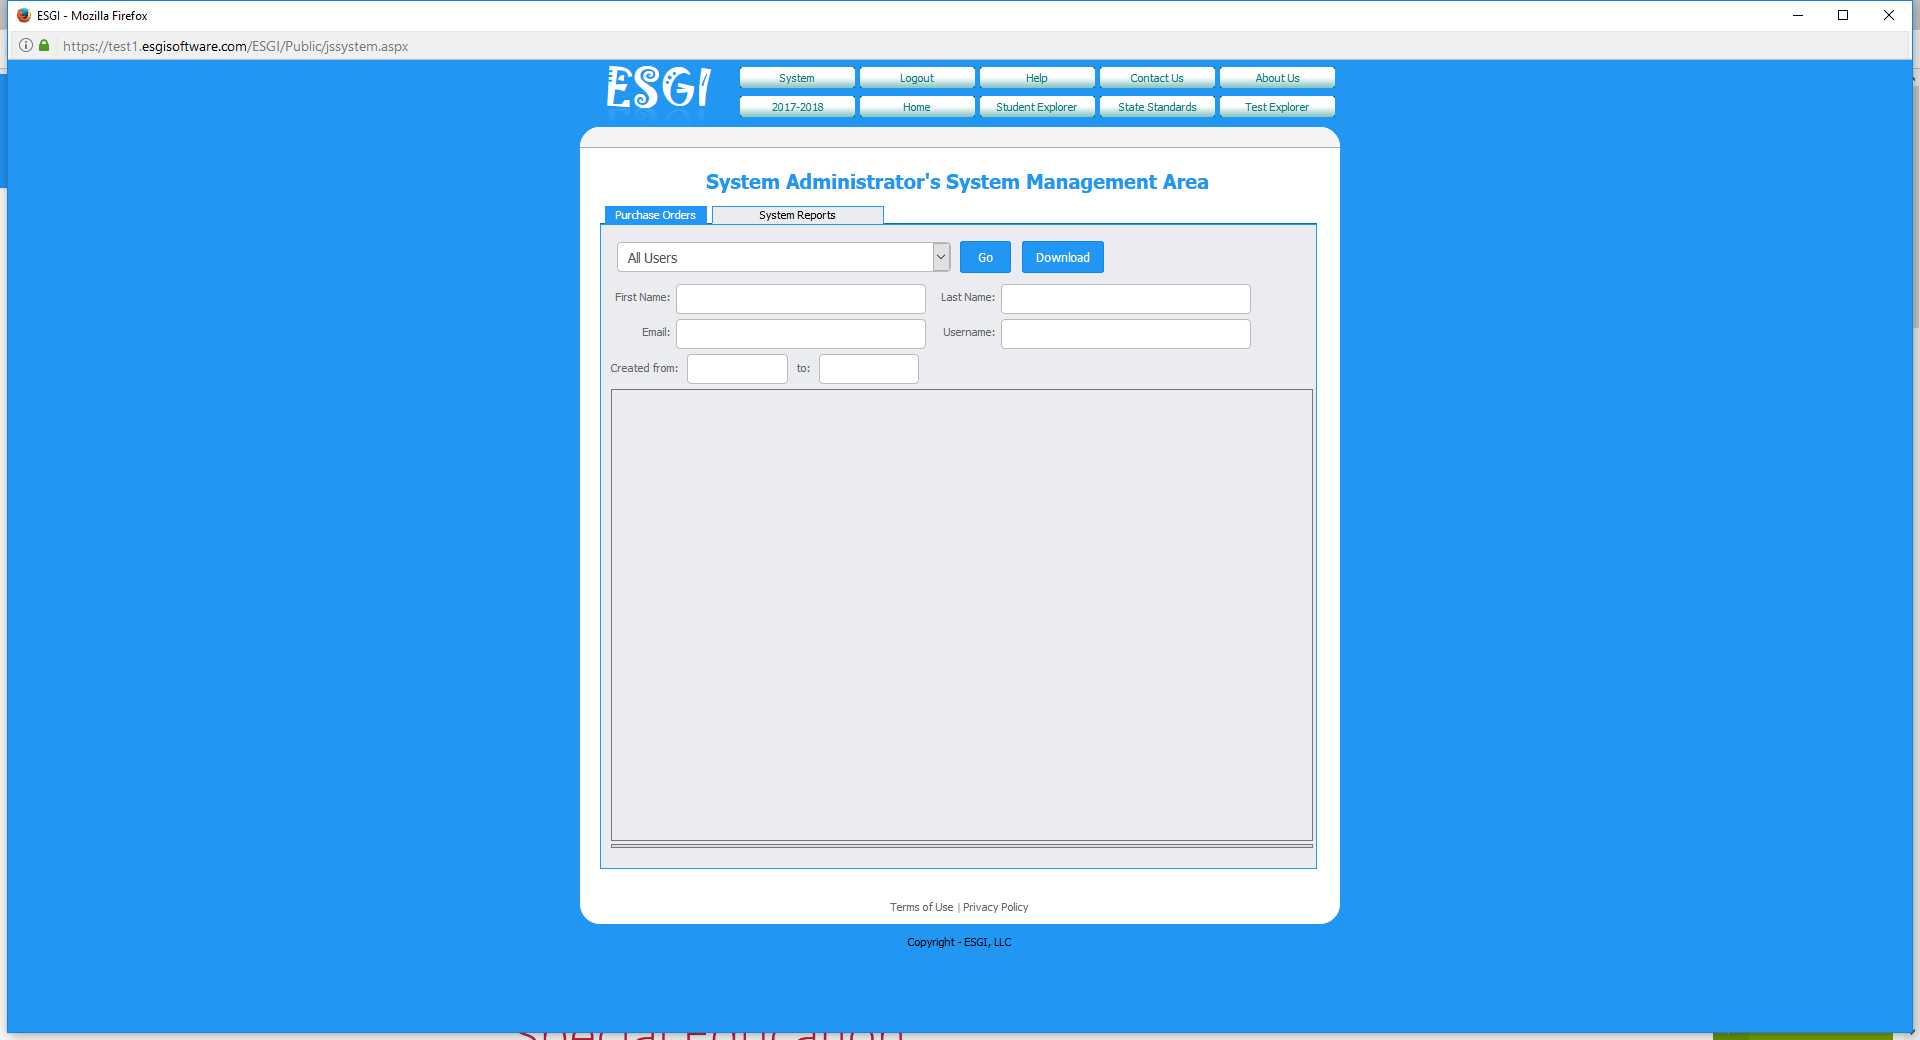 ESGI - Mozilla Firefox
https://test1.esgisoftware.com/ESGI/Public/jssystem.aspx
ESGI
System Logout Help Contact Us About Us
2017-2018 Home Student Explorer State Standards Test Explorer
System Administrator's System Management Area
Purchase Orders System Reports
All Users Go Download
First Name: Last Name:
Email: Username:
Created from: to:
Terms of Use | Privacy Policy
Copyright - ESGI, LLC
Special Education